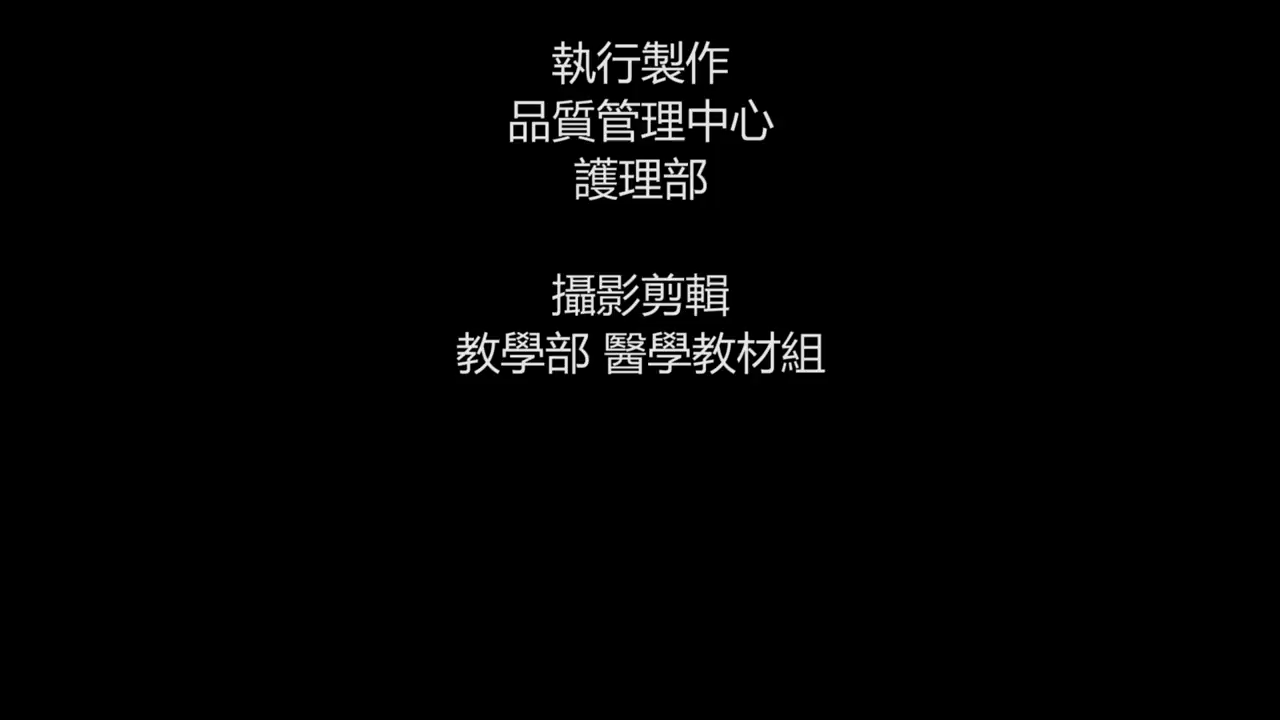 執行製作
品質管理中心
護理部
攝影剪輯
教學部 醫學教材組